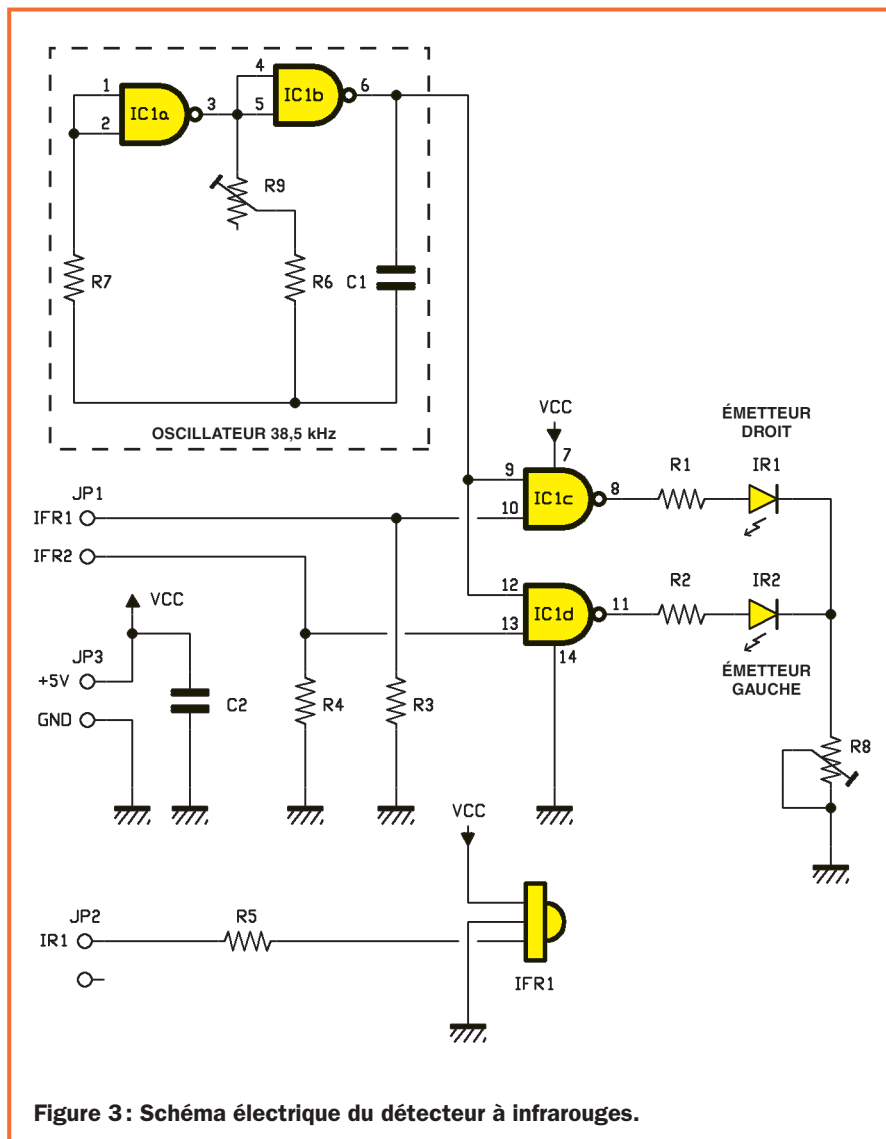 4
1
IC1b
6
IC1a
3
5
2
R9
R7
R6
C1
OSCILLATEUR 38,5 kHz
VCC
ÉMETTEUR
DROIT
7
JP1
9
R1
IR1
IC1c
8
IFR1
10
IFR2
12
R2
IR2
VCC
IC1d
11
13
JP3
14
ÉMETTEUR
GAUCHE
+5V
C2
R4
R3
GND
R8
VCC
JP2
R5
IR1
IFR1
Figure 3: Schéma électrique du détecteur à infrarouges.